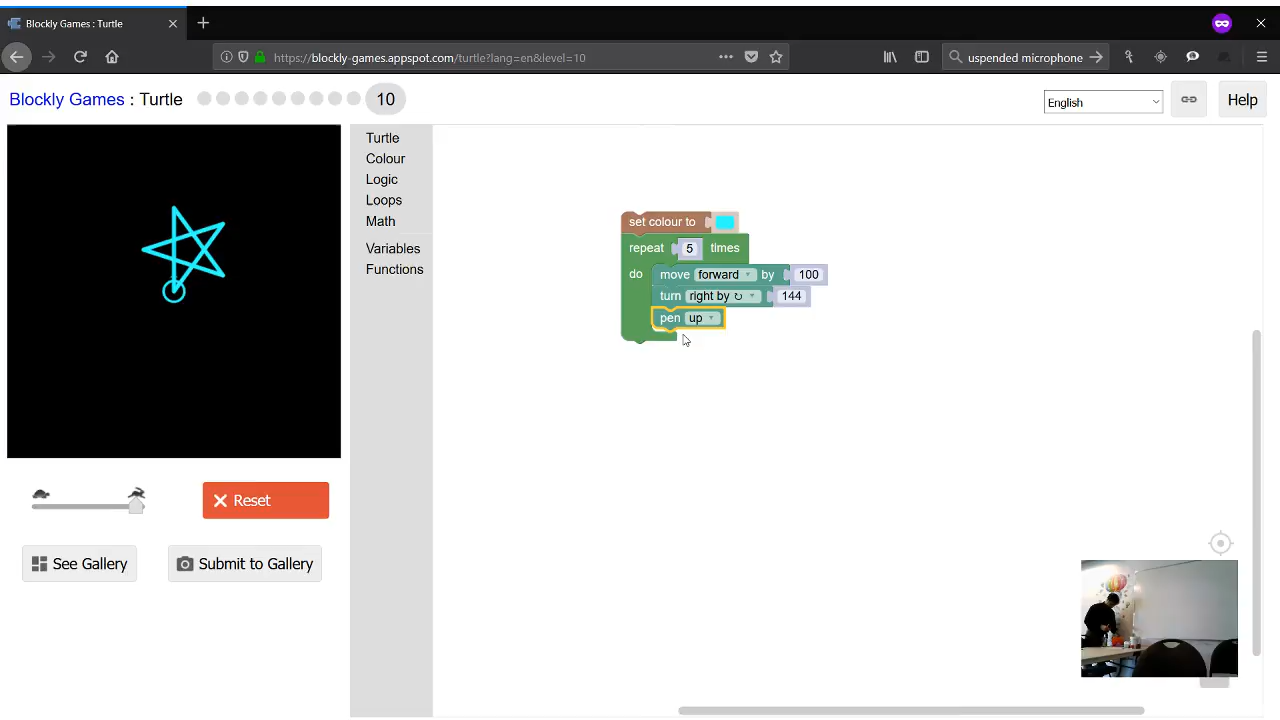 Blockly Games : Turtle
https://blockly-games.appspot.com/turtle?lang=en&level=10
uspended microphone
Blockly Games : Turtle
10
English
Help
Turtle
Colour
Logic
Loops
Math
Variables
Functions
set colour to
repeat 5 times
do move forward by 100
turn right by ↻ 144
pen up
Reset
See Gallery
Submit to Gallery